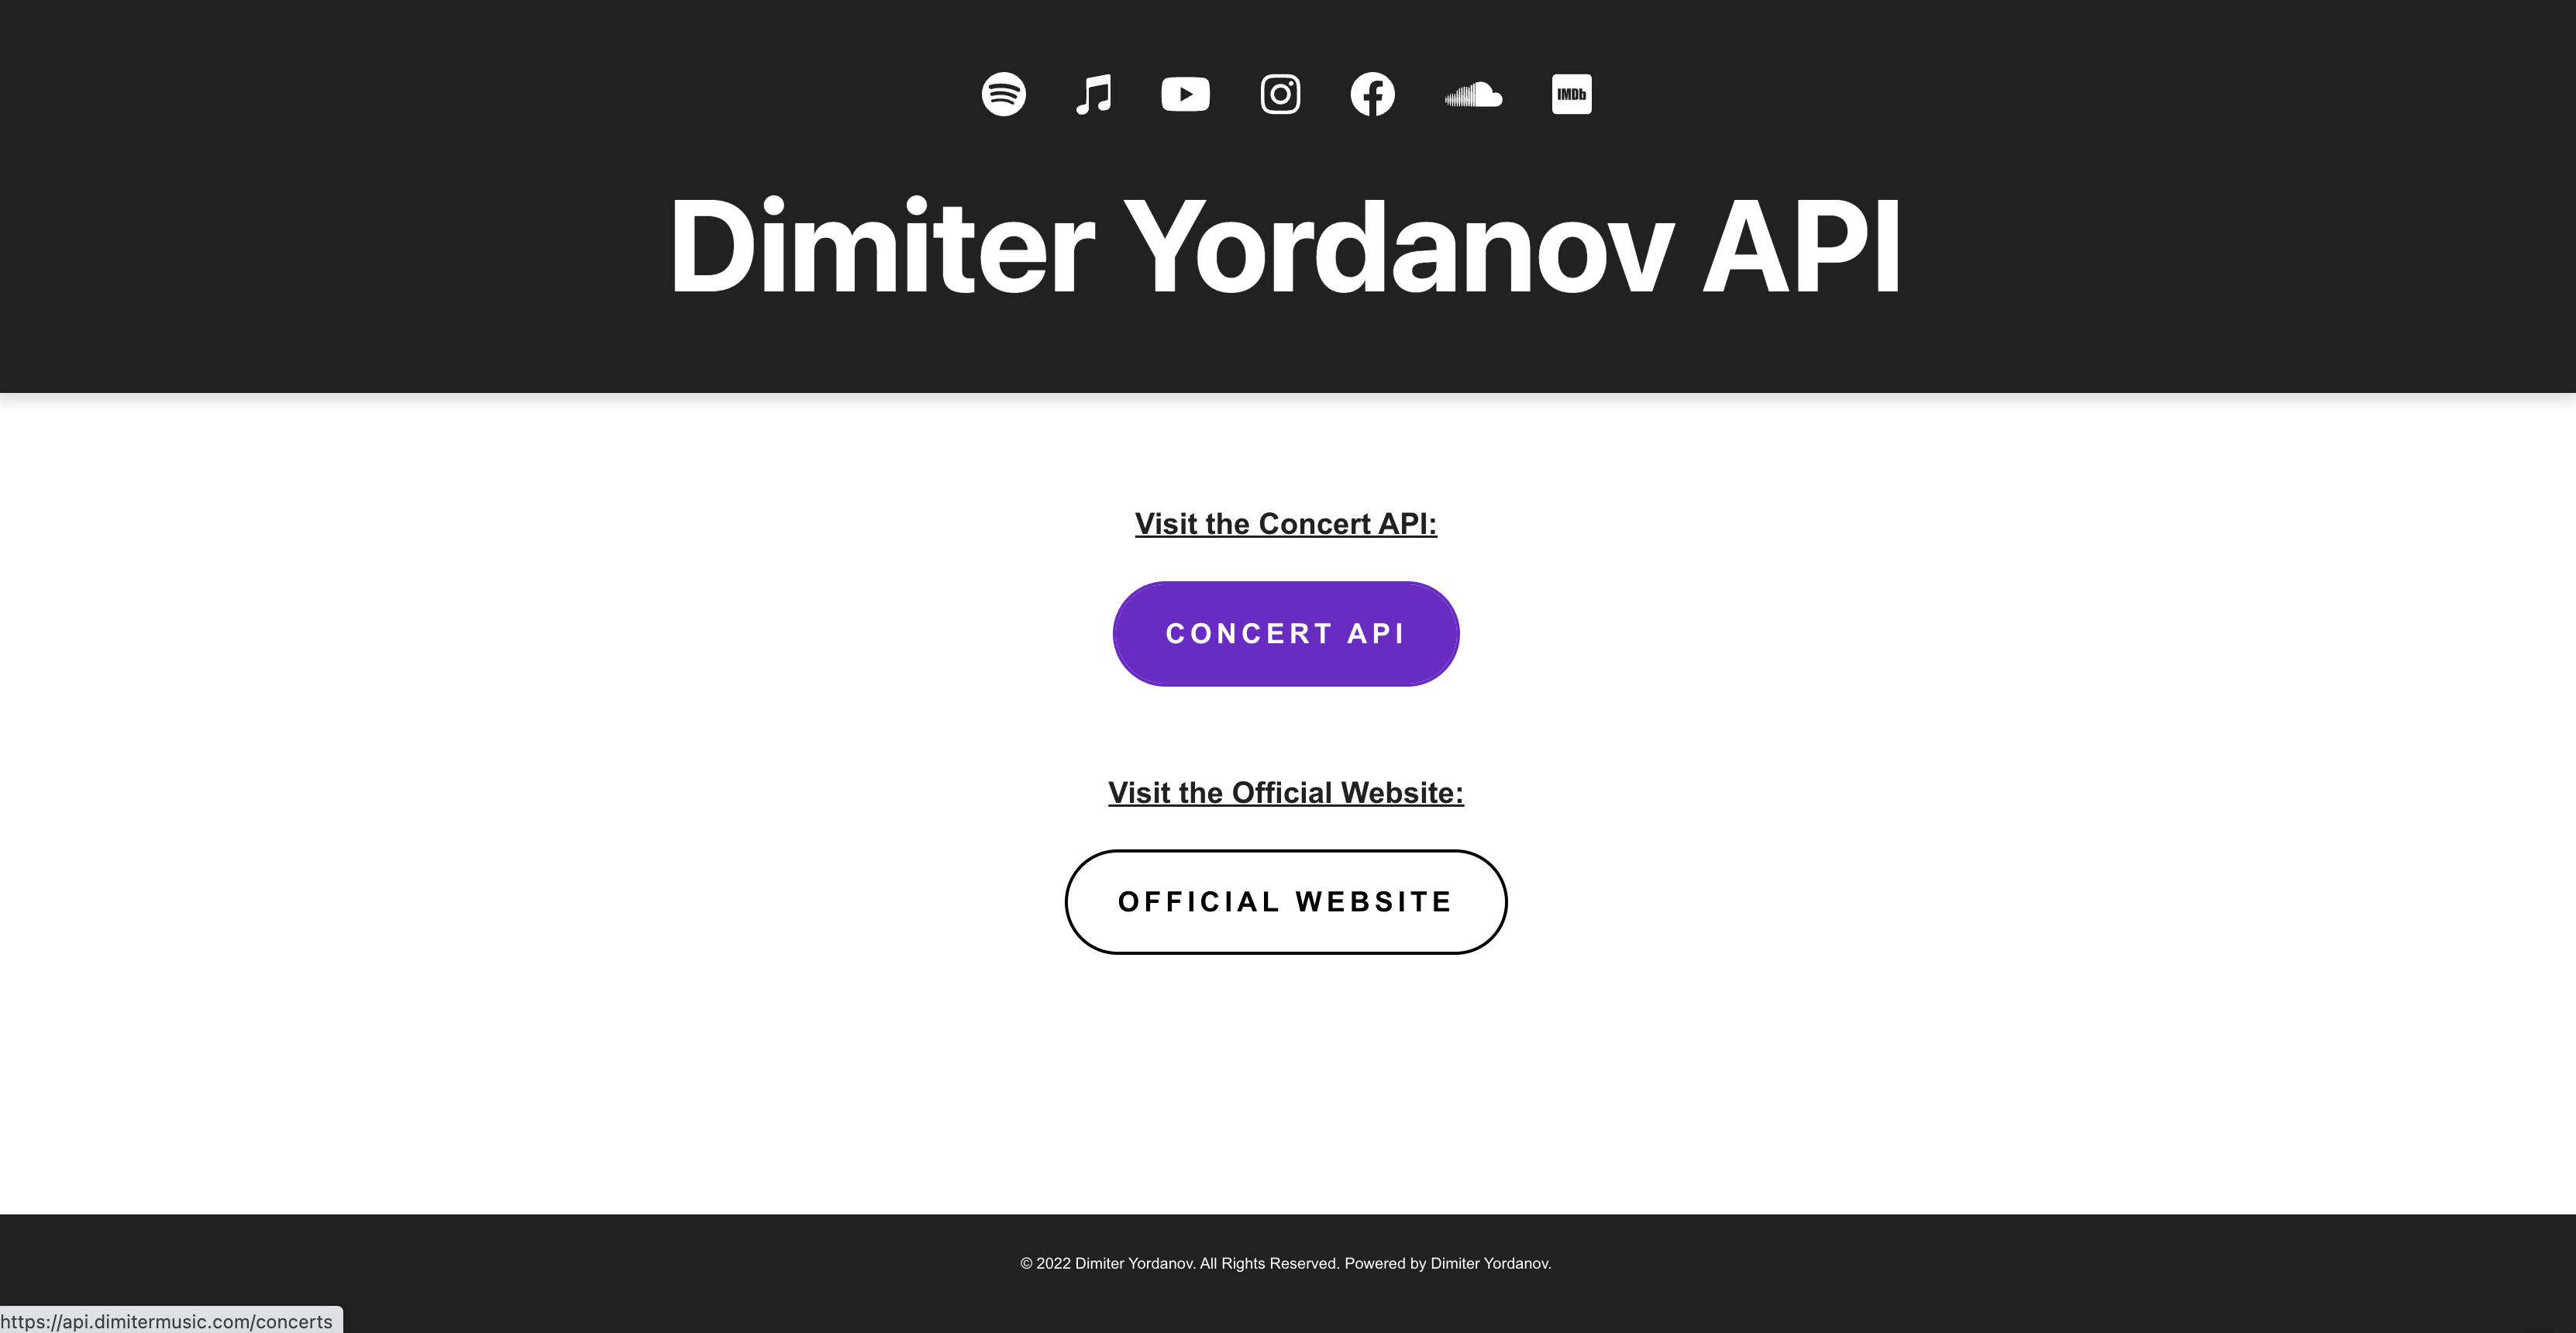 IMDb
Dimiter Yordanov API
Visit the Concert API:
CONCERT API
Visit the Official Website:
OFFICIAL WEBSITE
© 2022 Dimiter Yordanov. All Rights Reserved. Powered by Dimiter Yordanov.
https://api.dimitermusic.com/concerts